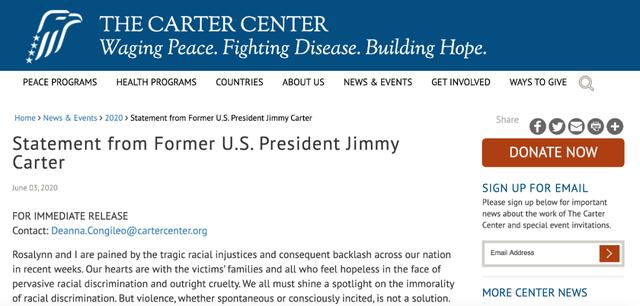 THE CARTER CENTER
Waging Peace. Fighting Disease. Building Hope.
PEACE PROGRAMS HEALTH PROGRAMS COUNTRIES ABOUT US NEWS & EVENTS GET INVOLVED WAYS TO GIVE
Home > News & Events > 2020 > Statement from Former U.S. President Jimmy Carter
Statement from Former U.S. President Jimmy
Carter
June 03, 2020
FOR IMMEDIATE RELEASE
Contact: Deanna.Congileo@cartercenter.org
Rosalynn and I are pained by the tragic racial injustices and consequent backlash across our
nation in recent weeks. Our hearts are with the victims' families and all who feel hopeless in the face of
pervasive racial discrimination and outright cruelty. We all must shine a spotlight on the immorality
of racial discrimination. But violence, whether spontaneous or consciously incited, is not a solution.
Share
DONATE NOW
SIGN UP FOR EMAIL
Please sign up below for important
news about the work of The Carter
Center and special event invitations.
Email Address
MORE CENTER NEWS